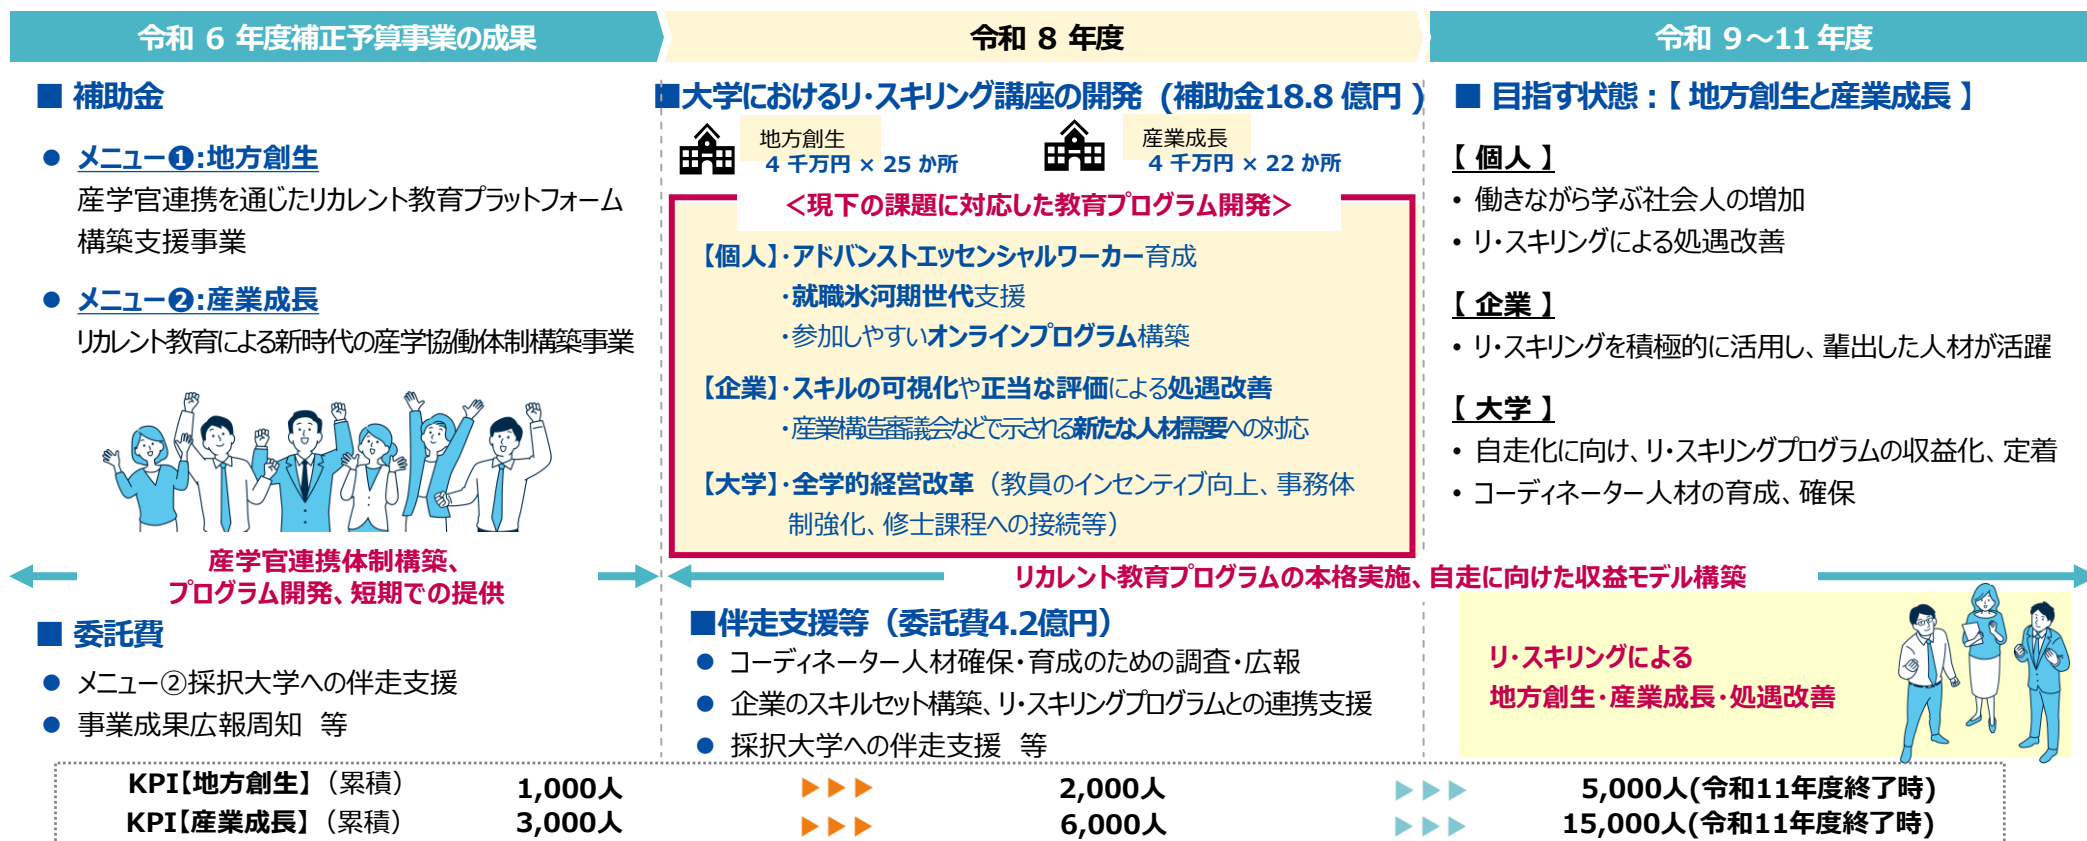 令和 6 年度補正予算事業の成果
令和 8 年度
令和 9～11 年度
■ 補助金
● メニュー❶:地方創生
産学官連携を通じたリカレント教育プラットフォーム
構築支援事業
● メニュー❷:産業成長
リカレント教育による新時代の産学協働体制構築事業
産学官連携体制構築、
プログラム開発、短期での提供
■ 委託費
● メニュー②採択大学への伴走支援
● 事業成果広報周知 等
■大学におけるリ・スキリング講座の開発 (補助金18.8 億円 )
地方創生
4 千万円 × 25 か所
産業成長
4 千万円 × 22 か所
＜現下の課題に対応した教育プログラム開発＞
【個人】・アドバンストエッセンシャルワーカー育成
・就職氷河期世代支援
・参加しやすいオンラインプログラム構築
【企業】・スキルの可視化や正当な評価による処遇改善
・産業構造審議会などで示される新たな人材需要への対応
【大学】・全学的経営改革（教員のインセンティブ向上、事務体
制強化、修士課程への接続等）
リカレント教育プログラムの本格実施、自走に向けた収益モデル構築
■伴走支援等（委託費4.2億円）
● コーディネーター人材確保・育成のための調査・広報
● 企業のスキルセット構築、リ・スキリングプログラムとの連携支援
● 採択大学への伴走支援 等
■ 目指す状態：【 地方創生と産業成長 】
【 個人 】
• 働きながら学ぶ社会人の増加
• リ・スキリングによる処遇改善
【 企業 】
• リ・スキリングを積極的に活用し、輩出した人材が活躍
【 大学 】
• 自走化に向け、リ・スキリングプログラムの収益化、定着
• コーディネーター人材の育成、確保
リ・スキリングによる
地方創生・産業成長・処遇改善
KPI【地方創生】（累積） 1,000人 ▶▶▶ 2,000人 ▶▶▶ 5,000人(令和11年度終了時)
KPI【産業成長】（累積） 3,000人 ▶▶▶ 6,000人 ▶▶▶ 15,000人(令和11年度終了時)